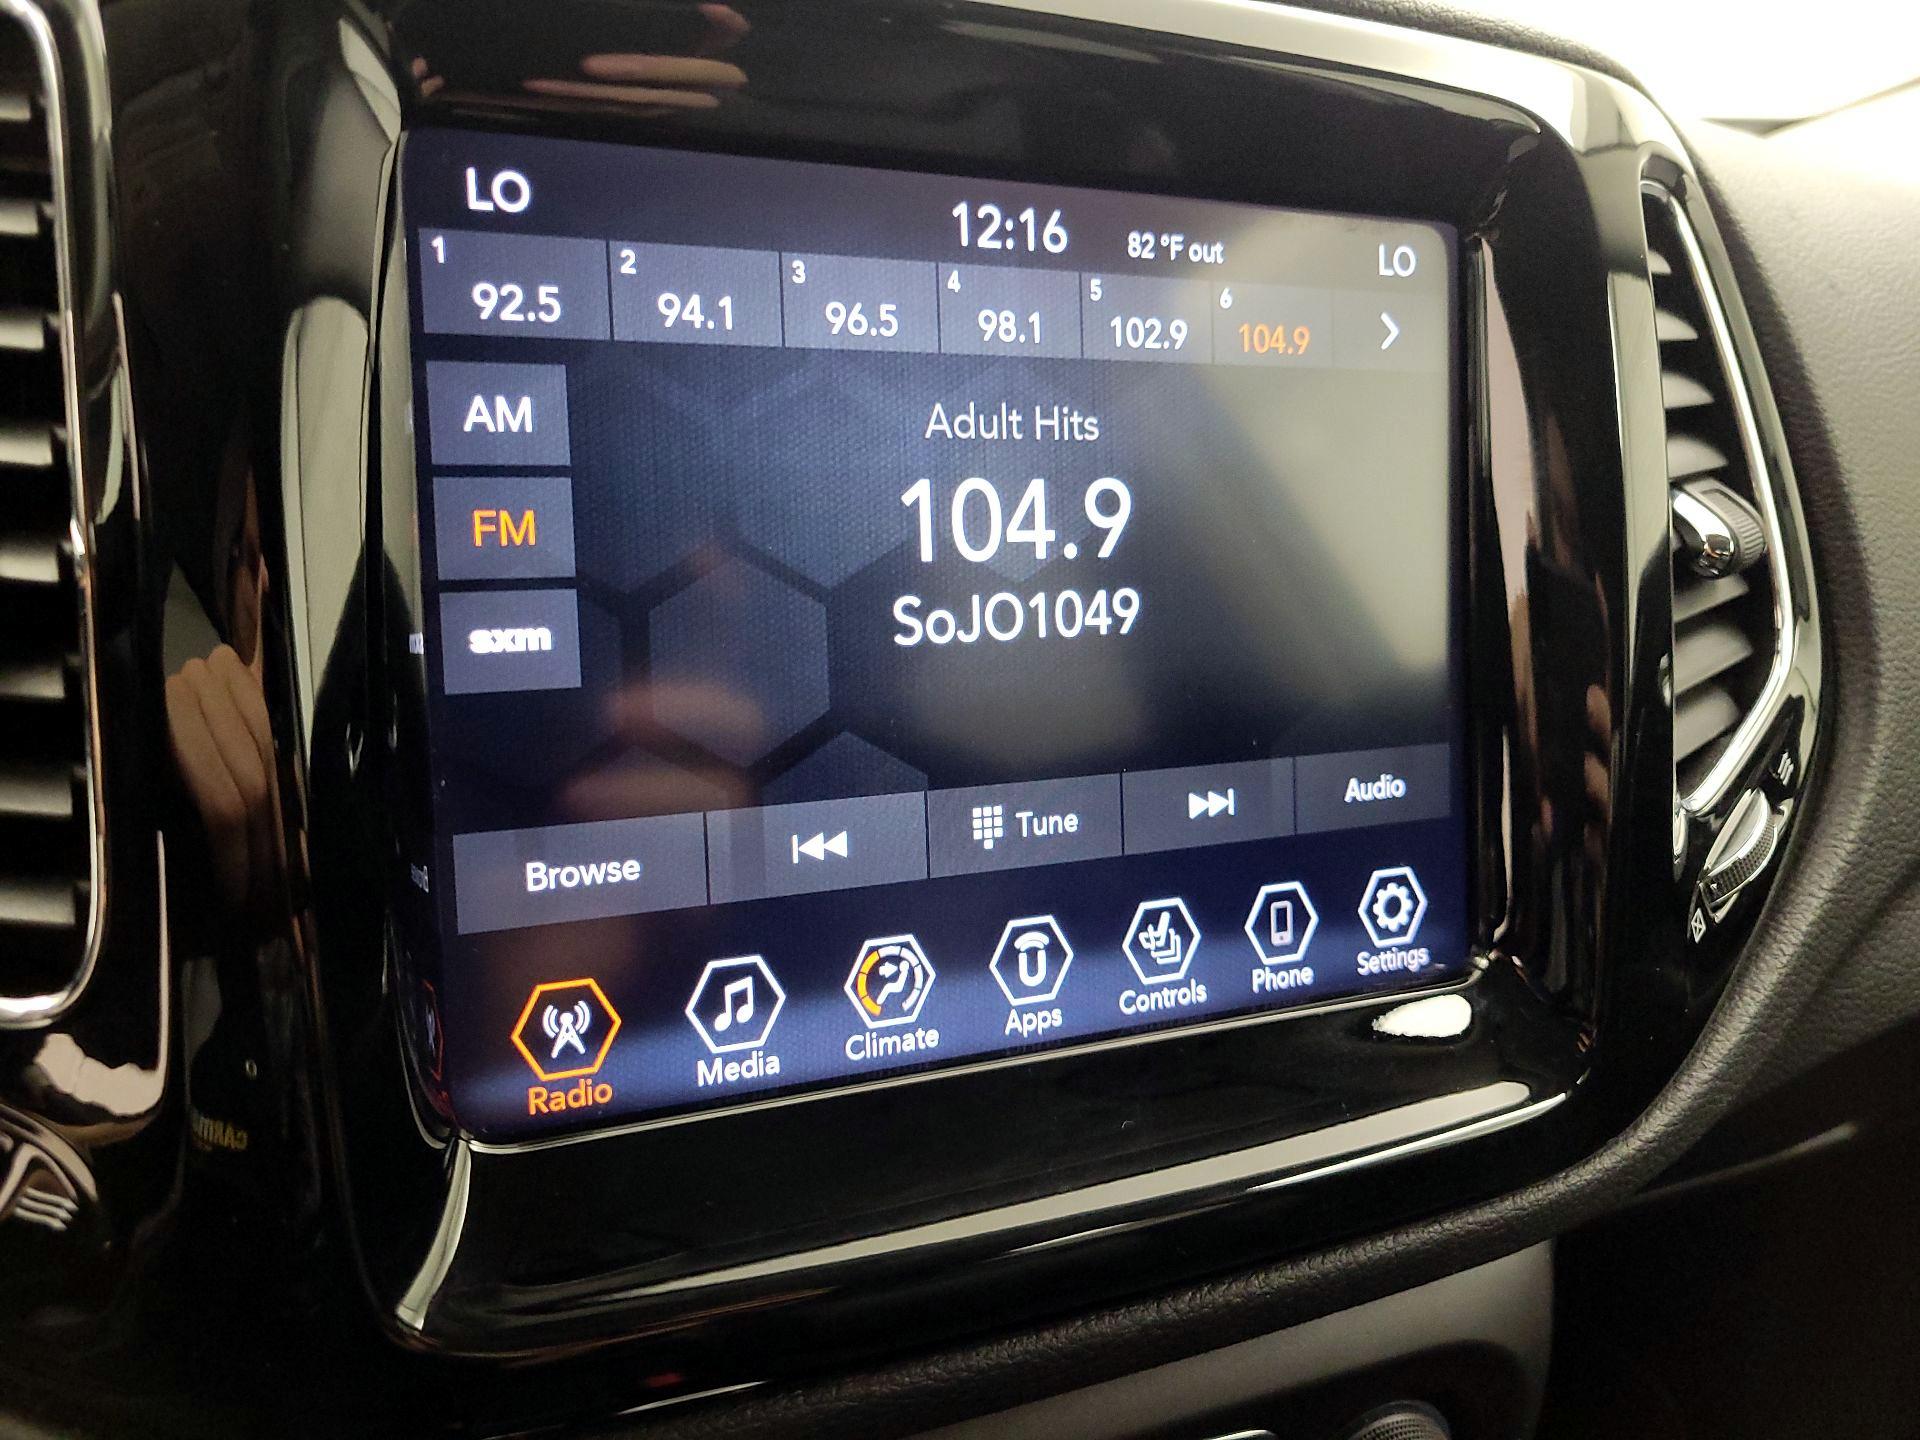 LO
12:16
82 °F out
LO
1
92.5
2
94.1
3
96.5
4
98.1
5
102.9
6
104.9
AM
FM
sxm
Adult Hits
104.9
SoJO1049
Browse
Tune
Audio
Radio
Media
Climate
Apps
Controls
Phone
Settings